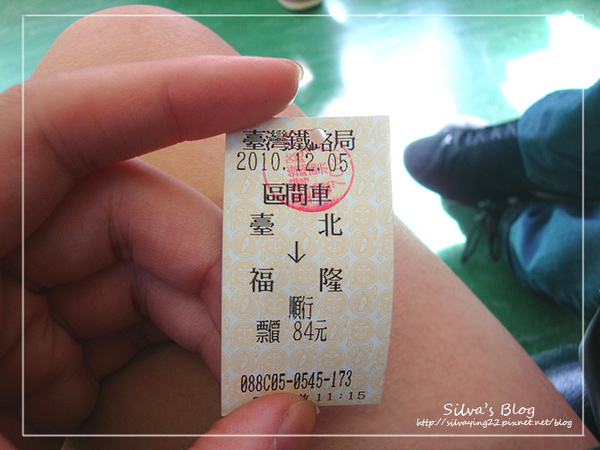 臺灣鐵路局
2010.12.05
區間車
臺 北
↓
福 隆
順行
票價 84元
088C05-0545-173
11:15
Silva's Blog
http://silvaying22.pixnet.net/blog